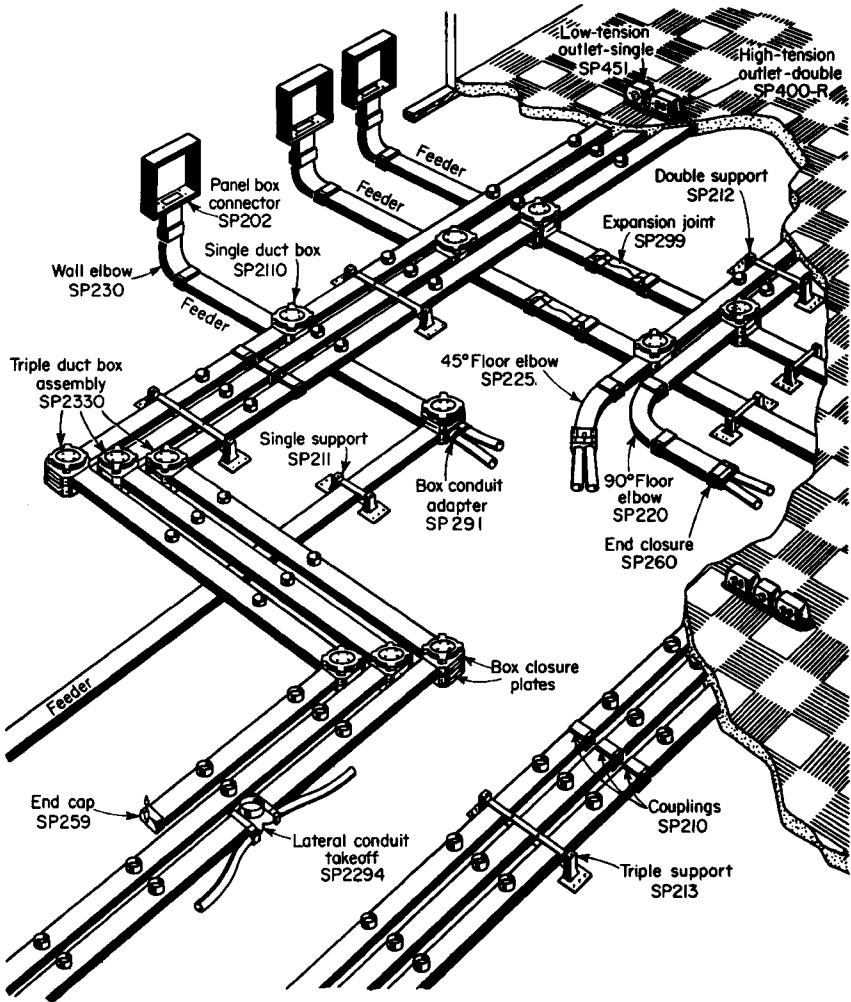 Low-tension
outlet-single
SP451
High-tension
outlet-double
SP400-R
Feeder
Feeder
Feeder
Panel box
connector
SP202
Double support
SP212
Expansion joint
SP299
Single duct box
SP2110
Wall elbow
SP230
45° Floor elbow
SP225.
Triple duct box
assembly
SP2330
Single support
SP211
Box conduit
adapter
SP291
90° Floor
elbow
SP220
End closure
SP260
Box closure
plates
Feeder
End cap
SP259
Lateral conduit
takeoff
SP2294
Couplings
SP210
Triple support
SP213